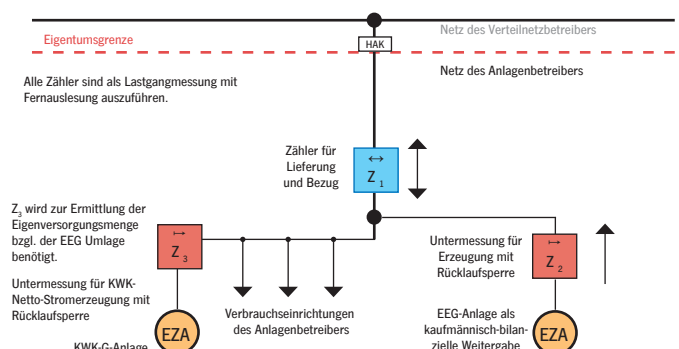 Netz des Verteilnetzbetreibers
Eigentumsgrenze
HAK
Netz des Anlagenbetreibers
Alle Zähler sind als Lastgangmessung mit
Fernauslesung auszuführen.
Zähler für
Lieferung
und Bezug
↔
Z 1
Z3 wird zur Ermittlung der
Eigenversorgungsmenge
bzgl. der EEG Umlage
benötigt.
↦
Z 3
Untermessung für
Erzeugung mit
Rücklaufsperre
↦
Z 2
Untermessung für KWK-
Netto-Stromerzeugung mit
Rücklaufsperre
Verbrauchseinrichtungen
des Anlagenbetreibers
EEG-Anlage als
kaufmännisch-bilan-
zielle Weitergabe
EZA
EZA
KWK-G-Anlage